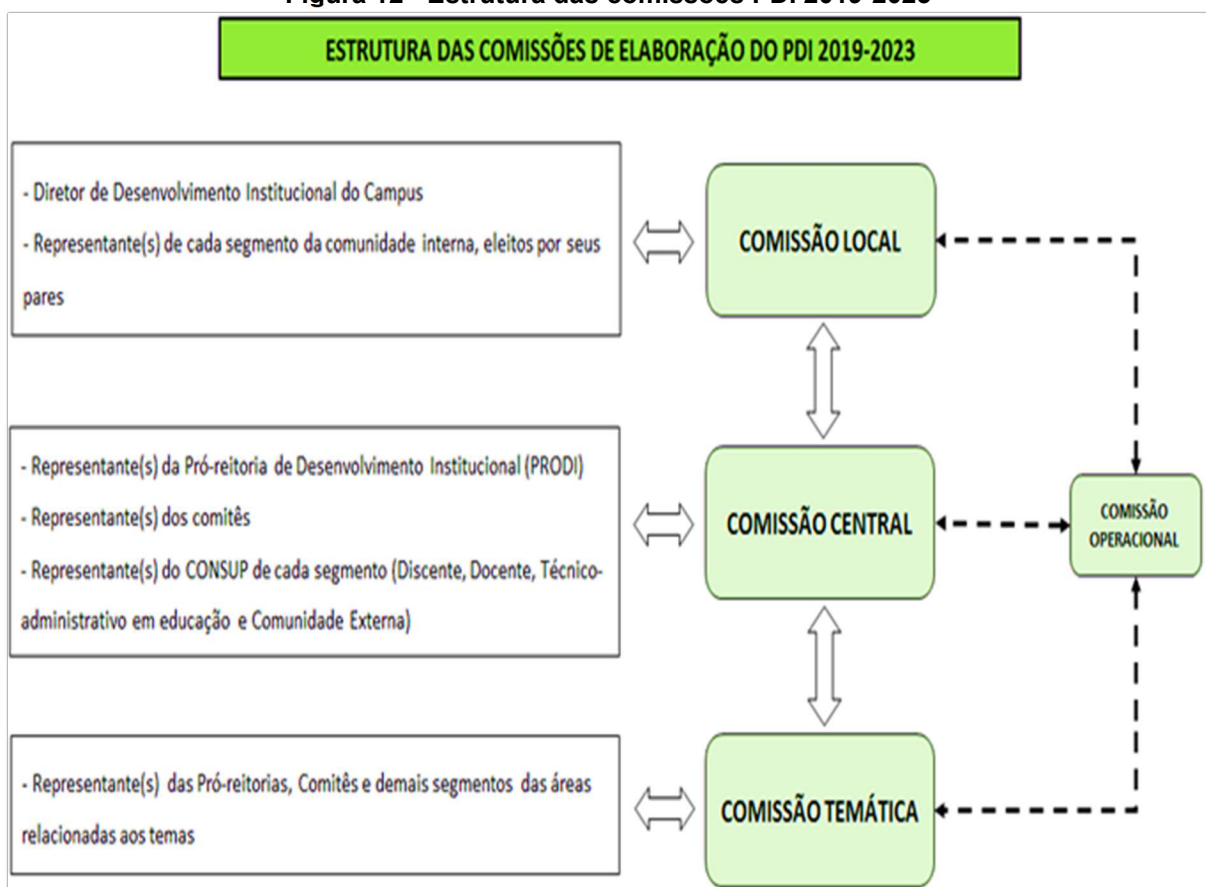 ESTRUTURA DAS COMISSÕES DE ELABORAÇÃO DO PDI 2019-2023
- Diretor de Desenvolvimento Institucional do Campus
- Representante(s) de cada segmento da comunidade interna, eleitos por seus
pares
COMISSÃO LOCAL
- Representante(s) da Pró-reitoria de Desenvolvimento Institucional (PRODI)
- Representante(s) dos comitês
- Representante(s) do CONSUP de cada segmento (Discente, Docente, Técnico-
administrativo em educação e Comunidade Externa)
COMISSÃO CENTRAL
COMISSÃO
OPERACIONAL
- Representante(s) das Pró-reitorias, Comitês e demais segmentos das áreas
relacionadas aos temas
COMISSÃO TEMÁTICA